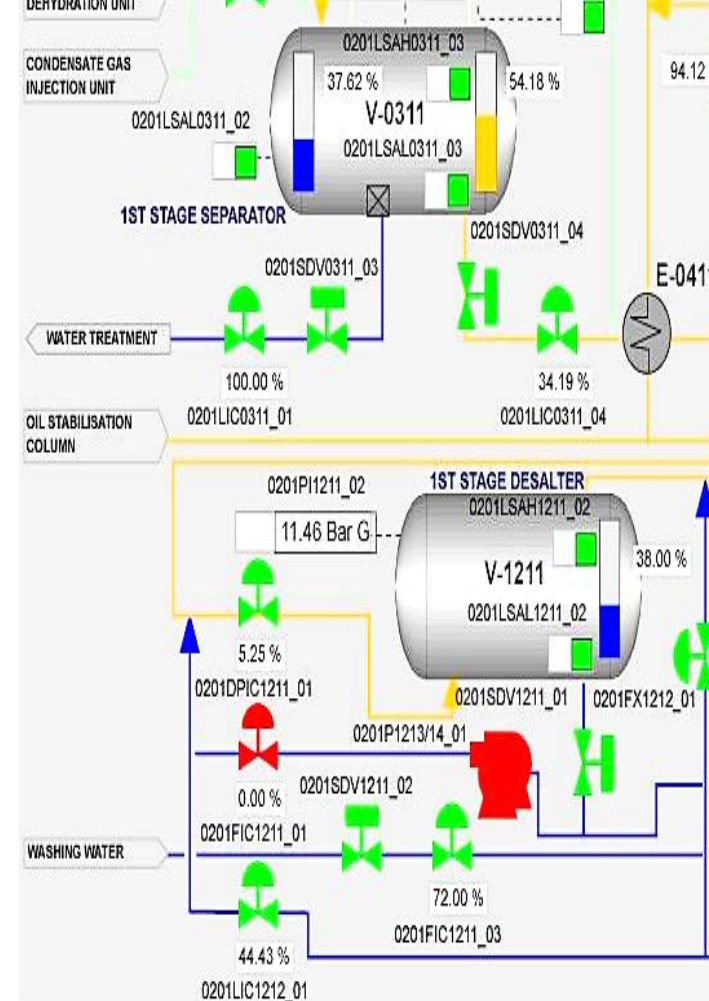 DEHYDRATION UNIT
0201LSAH0311_03
CONDENSATE GAS
INJECTION UNIT
37.62 %
54.18 %
94.12
V-0311
0201LSAL0311_02
0201LSAL0311_03
1ST STAGE SEPARATOR
0201SDV0311_04
0201SDV0311_03
E-041
WATER TREATMENT
100.00 %
34.19 %
0201LIC0311_01
0201LIC0311_04
OIL STABILISATION
COLUMN
1ST STAGE DESALTER
0201PI1211_02
0201LSAH1211_02
11.46 Bar G
38.00 %
V-1211
0201LSAL1211_02
5.25 %
0201DPIC1211_01
0201SDV1211_01
0201FX1212_01
0201P1213/14_01
0201SDV1211_02
0.00 %
0201FIC1211_01
WASHING WATER
72.00 %
0201FIC1211_03
44.43 %
0201LIC1212_01